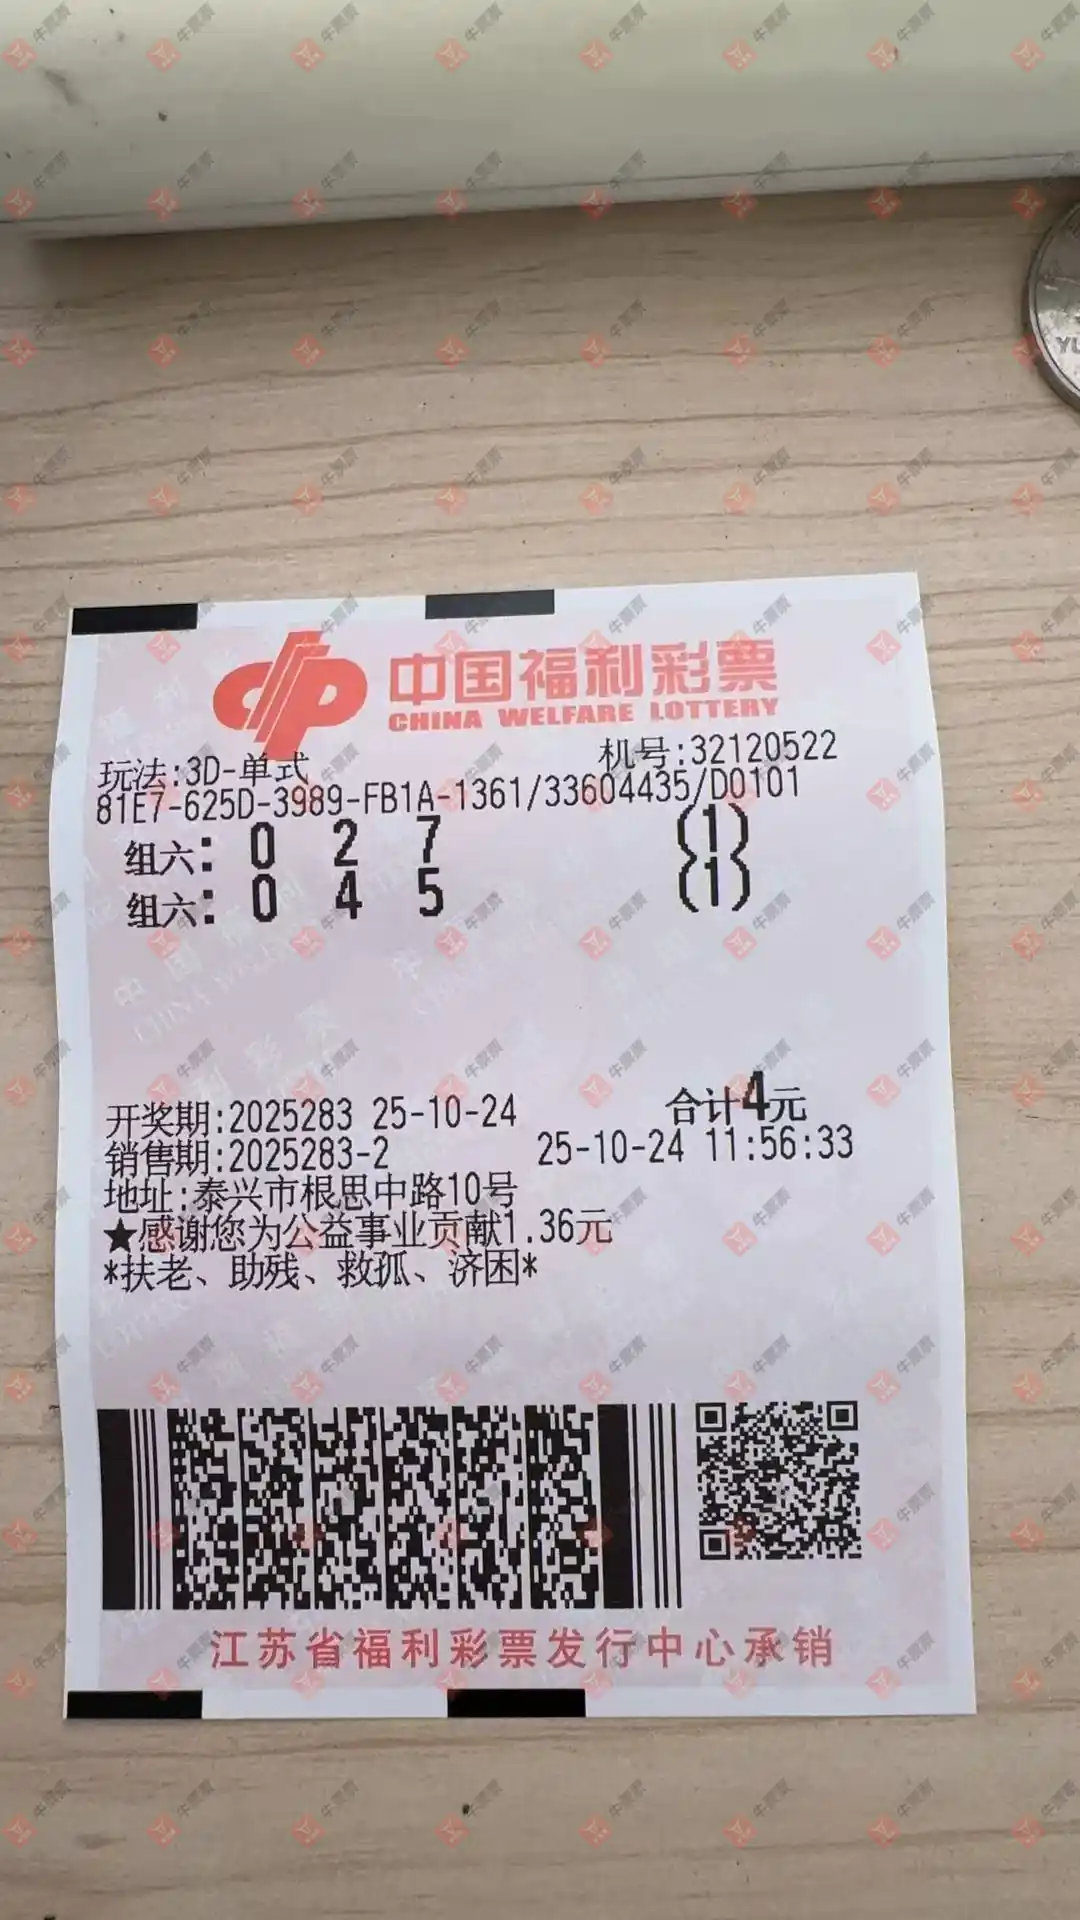 中国福利彩票
CHINA WELFARE LOTTERY
玩法:3D-单式 机号:32120522
81E7-625D-3989-FB1A-1361/33604435/D0101
组六: 0 2 7 (1)
组六: 0 4 5 (1)
开奖期:2025283 25-10-24 合计4元
销售期:2025283-2 25-10-24 11:56:33
地址:泰兴市根思中路10号
★感谢您为公益事业贡献1.36元
*扶老、助残、救孤、济困*
江苏省福利彩票发行中心承销
牛票票
YU